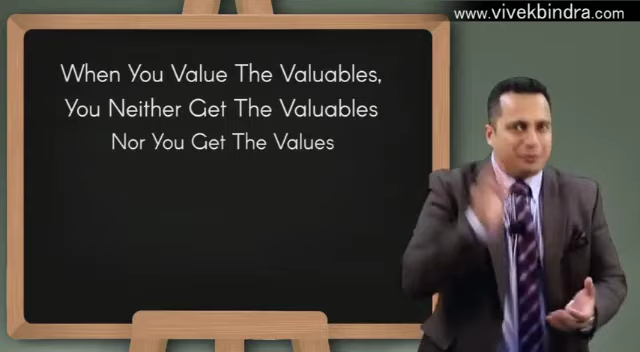 www.vivekbindra.com
When You Value The Valuables,
You Neither Get The Valuables
Nor You Get The Values